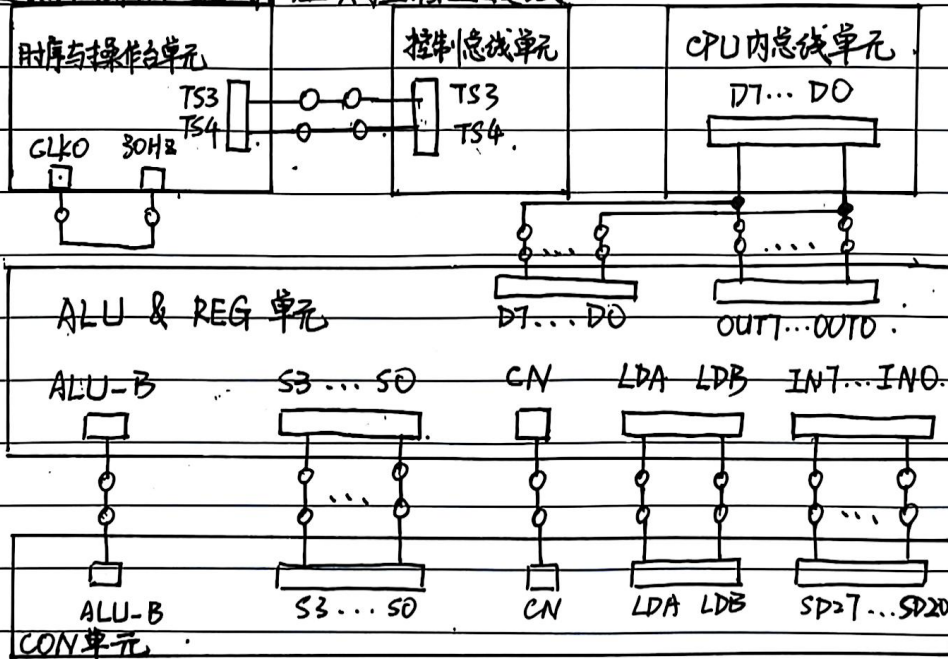 时序与操作台单元
控制总线单元
CPU内总线单元
TS3
TS4
TS3
TS4
D7... D0
CLK0 30Hz
ALU & REG 单元
D7....D0
OUT7...OUT0
ALU-B
S3...S0
CN
LDA LDB
IN7...IN0
ALU-B
S3...S0
CN
LDA LDB
SD27...SD20
CON单元